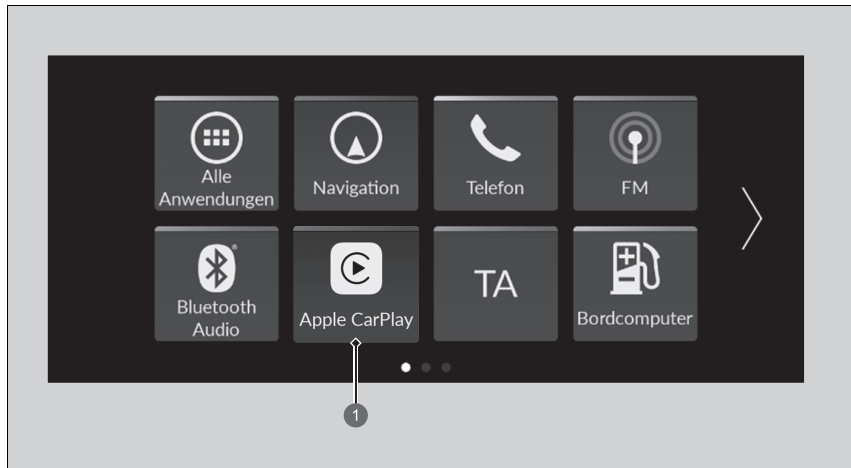 Alle
Anwendungen
Navigation
Telefon
FM
Bluetooth
Audio
Apple CarPlay
TA
Bordcomputer
1